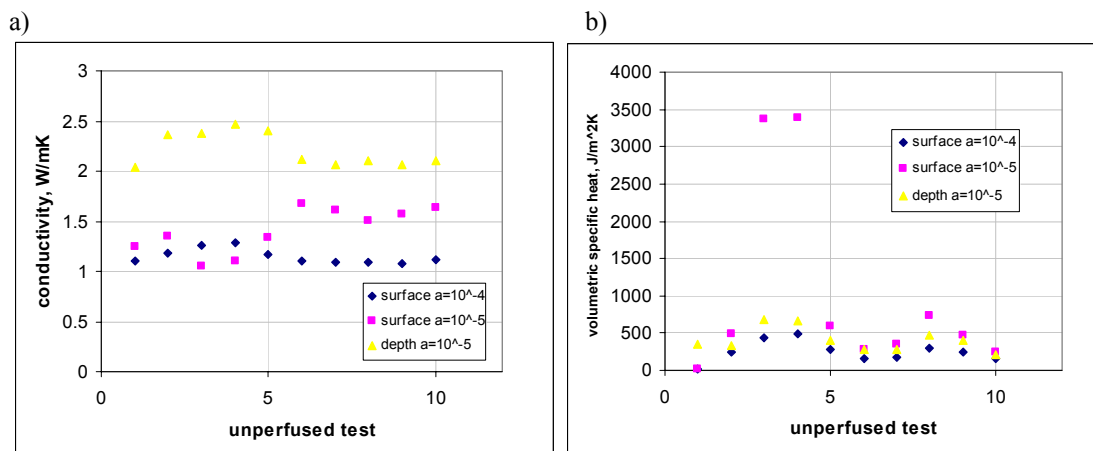 a)
3
2.5
2
1.5
1
0.5
0
0
5
10
conductivity, W/mK
unperfused test
surface a=10^-4
surface a=10^-5
depth a=10^-5
b)
4000
3500
3000
2500
2000
1500
1000
500
0
0
5
10
volumetric specific heat, J/m^2K
unperfused test
surface a=10^-4
surface a=10^-5
depth a=10^-5